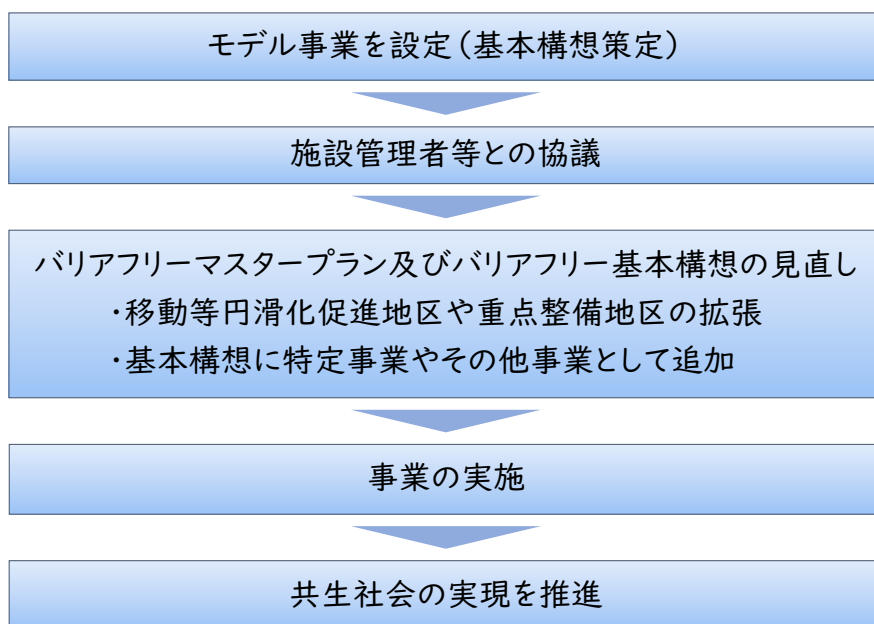 モデル事業を設定（基本構想策定）
施設管理者等との協議
バリアフリーマスタープラン及びバリアフリー基本構想の見直し
・移動等円滑化促進地区や重点整備地区の拡張
・基本構想に特定事業やその他事業として追加
事業の実施
共生社会の実現を推進